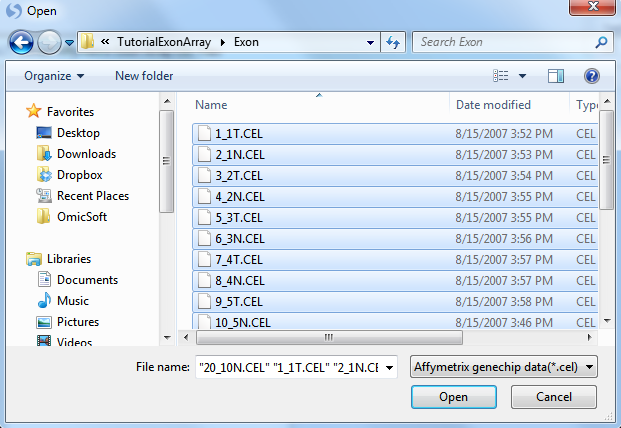 Open
« TutorialExonArray ▸ Exon
Search Exon
Organize
New folder
Name Date modified Type
Favorites
Desktop
Downloads
Dropbox
Recent Places
OmicSoft
Libraries
Documents
Music
Pictures
Videos
1_1T.CEL 8/15/2007 3:52 PM CEL
2_1N.CEL 8/15/2007 3:53 PM CEL
3_2T.CEL 8/15/2007 3:54 PM CEL
4_2N.CEL 8/15/2007 3:55 PM CEL
5_3T.CEL 8/15/2007 3:55 PM CEL
6_3N.CEL 8/15/2007 3:56 PM CEL
7_4T.CEL 8/15/2007 3:57 PM CEL
8_4N.CEL 8/15/2007 3:57 PM CEL
9_5T.CEL 8/15/2007 3:58 PM CEL
10_5N.CEL 8/15/2007 3:46 PM CEL
File name: "20_10N.CEL" "1_1T.CEL" "2_1N.CE
Affymetrix genechip data(*.cel)
Open
Cancel